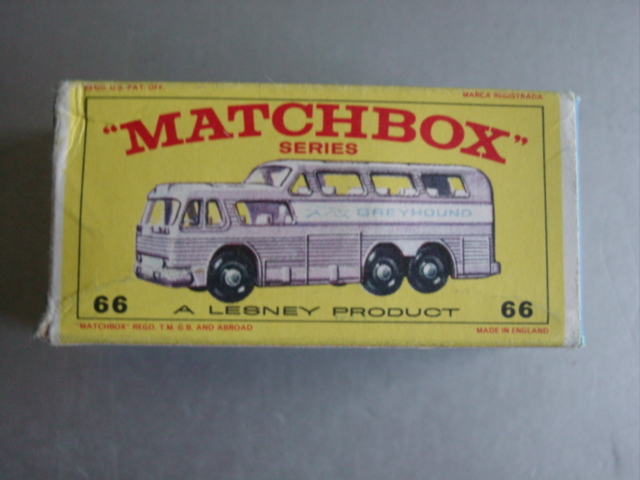 REGD. U.S. PAT. OFF. MARCA REGISTRADA
"MATCHBOX"
SERIES
GREYHOUND
66 A LESNEY PRODUCT 66
"MATCHBOX" REGD. T.M. G.B. AND ABROAD MADE IN ENGLAND